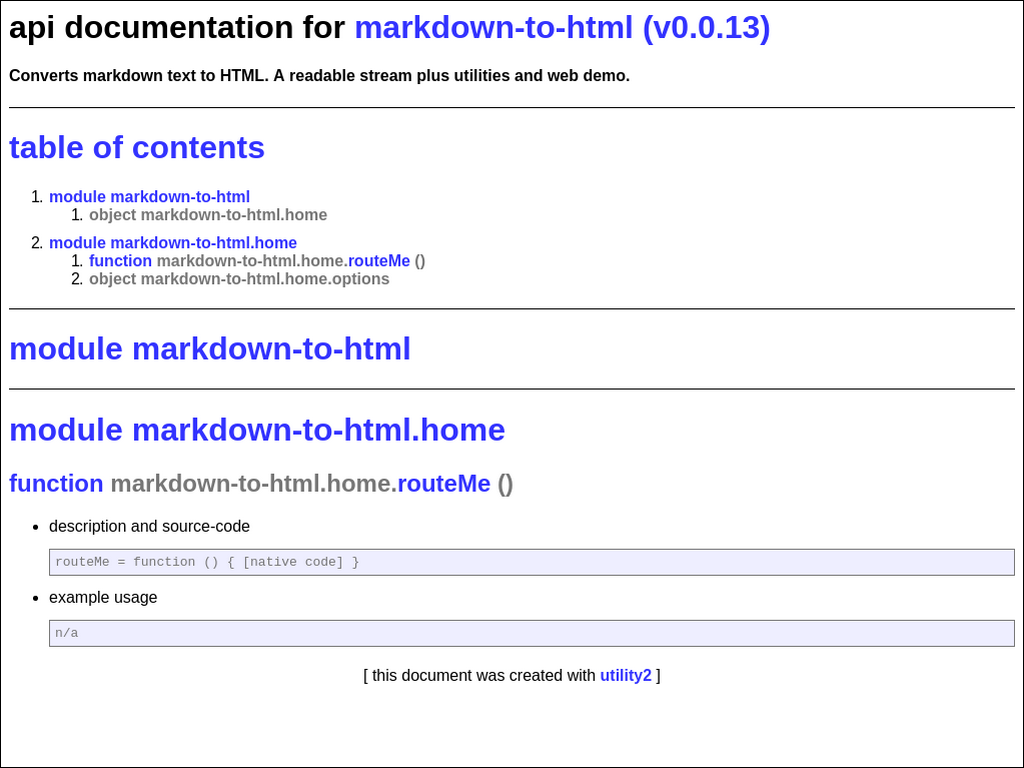 api documentation for markdown-to-html (v0.0.13)
Converts markdown text to HTML. A readable stream plus utilities and web demo.
table of contents
1. module markdown-to-html
1. object markdown-to-html.home
2. module markdown-to-html.home
1. function markdown-to-html.home.routeMe ()
2. object markdown-to-html.home.options
module markdown-to-html
module markdown-to-html.home
function markdown-to-html.home.routeMe ()
• description and source-code
routeMe = function () { [native code] }
• example usage
n/a
[ this document was created with utility2 ]